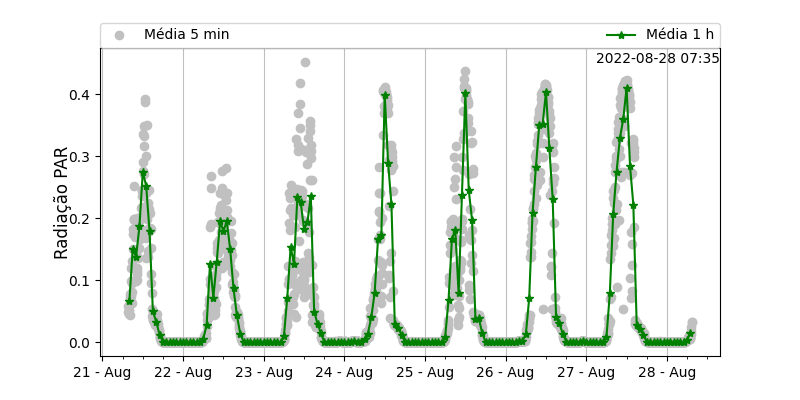 Média 5 min
Média 1 h
2022-08-28 07:35
Radiação PAR
0.4
0.3
0.2
0.1
0.0
21 - Aug
22 - Aug
23 - Aug
24 - Aug
25 - Aug
26 - Aug
27 - Aug
28 - Aug